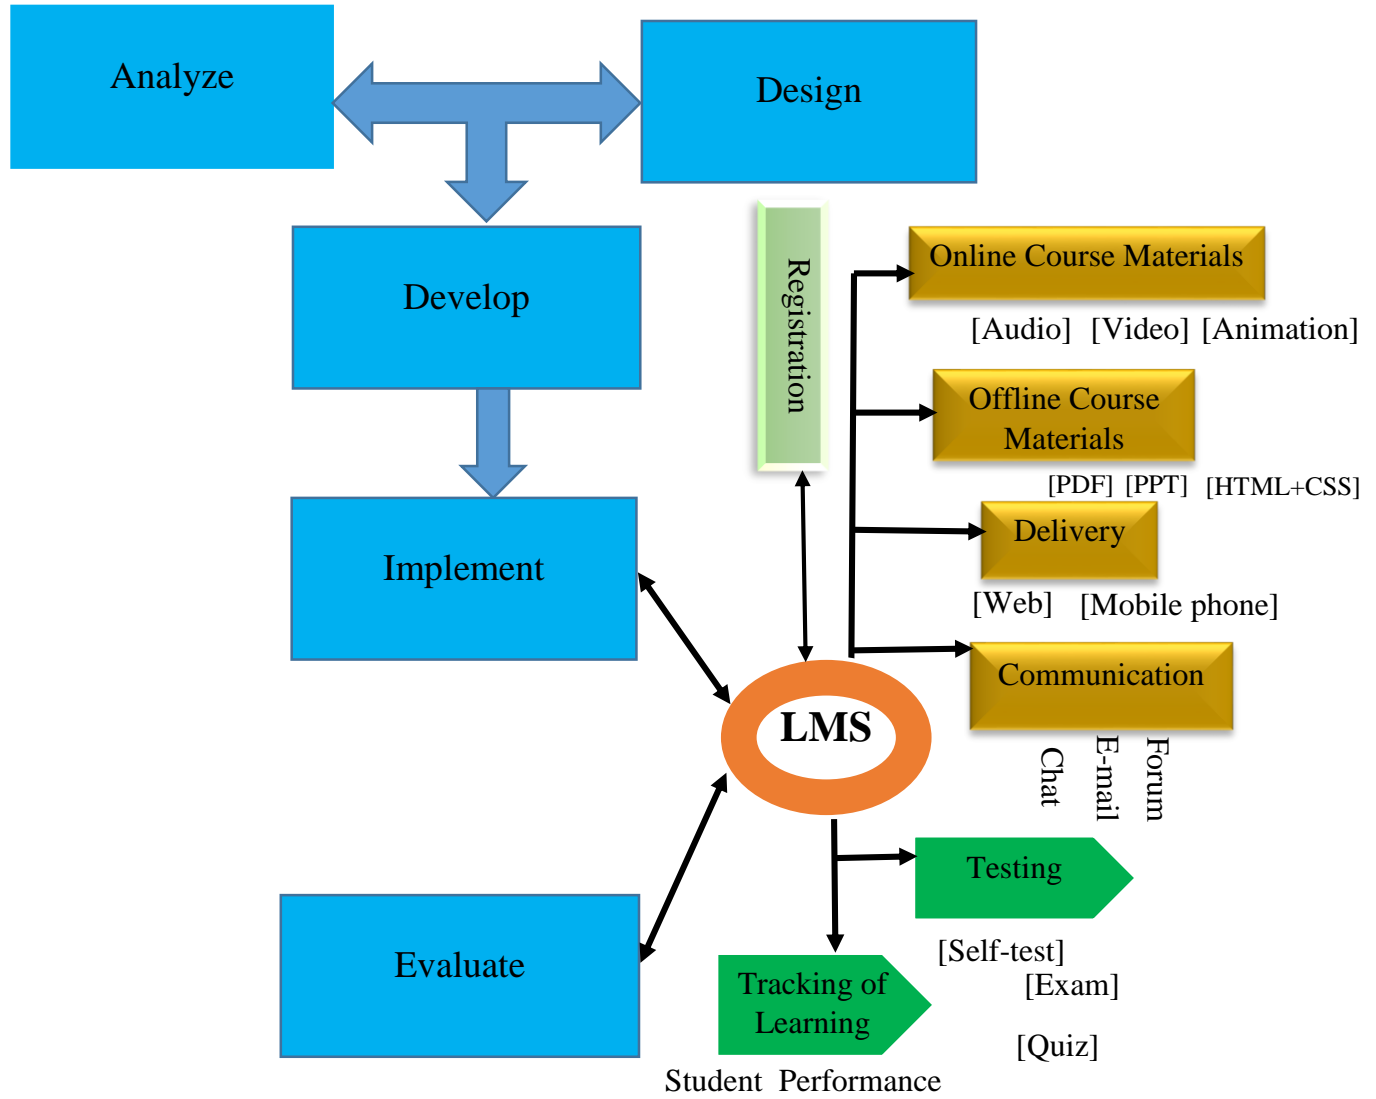 Analyze
Design
Develop
Registration
Online Course Materials
[Audio] [Video] [Animation]
Offline Course
Materials
[PDF] [PPT] [HTML+CSS]
Implement
Delivery
[Web] [Mobile phone]
Communication
LMS
Chat
E-mail
Forum
Testing
[Self-test]
[Exam]
[Quiz]
Evaluate
Tracking of
Learning
Student Performance